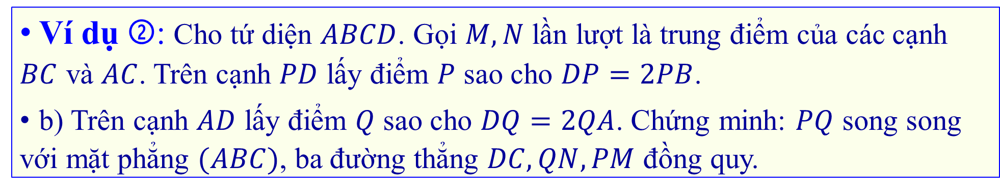 • Ví dụ ②: Cho tứ diện ABCD. Gọi M, N lần lượt là trung điểm của các cạnh
BC và AC. Trên cạnh PD lấy điểm P sao cho DP = 2PB.
• b) Trên cạnh AD lấy điểm Q sao cho DQ = 2QA. Chứng minh: PQ song song
với mặt phẳng (ABC), ba đường thẳng DC, QN, PM đồng quy.